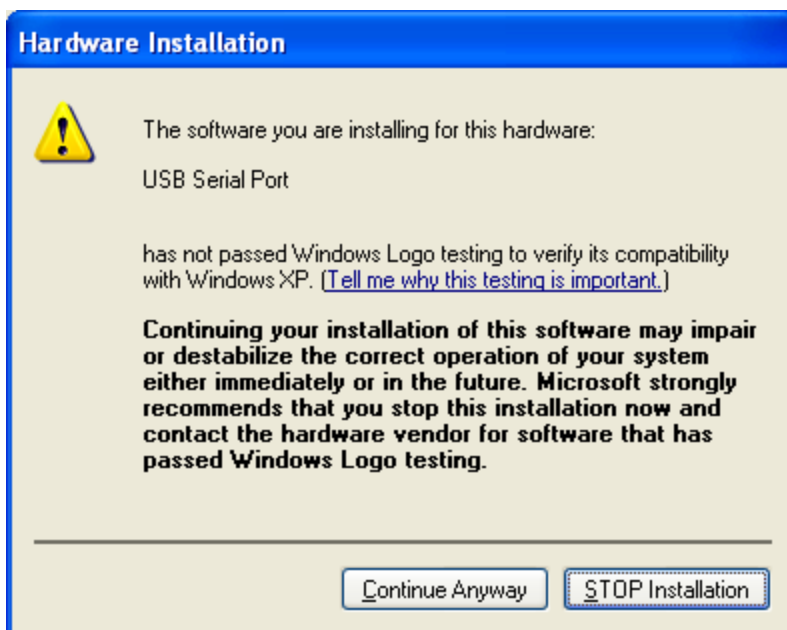 Hardware Installation
The software you are installing for this hardware:
USB Serial Port
has not passed Windows Logo testing to verify its compatibility
with Windows XP. (Tell me why this testing is important.)
Continuing your installation of this software may impair
or destabilize the correct operation of your system
either immediately or in the future. Microsoft strongly
recommends that you stop this installation now and
contact the hardware vendor for software that has
passed Windows Logo testing.
Continue Anyway
STOP Installation